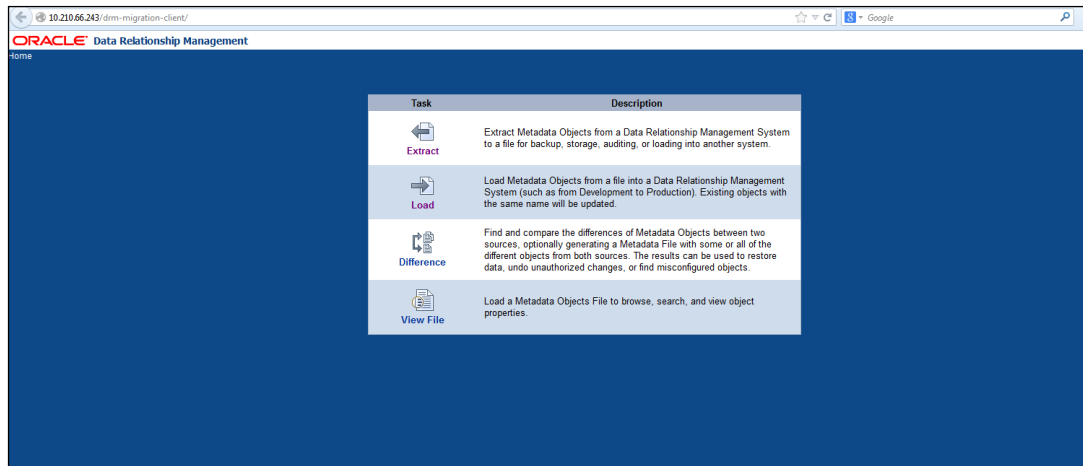 10.210.66.243/drm-migration-client/
8 Google
ORACLE Data Relationship Management
Home
Task Description
Extract
Extract Metadata Objects from a Data Relationship Management System
to a file for backup, storage, auditing, or loading into another system.
Load
Load Metadata Objects from a file into a Data Relationship Management
System (such as from Development to Production). Existing objects with
the same name will be updated.
Difference
Find and compare the differences of Metadata Objects between two
sources, optionally generating a Metadata File with some or all of the
different objects from both sources. The results can be used to restore
data, undo unauthorized changes, or find misconfigured objects.
View File
Load a Metadata Objects File to browse, search, and view object
properties.